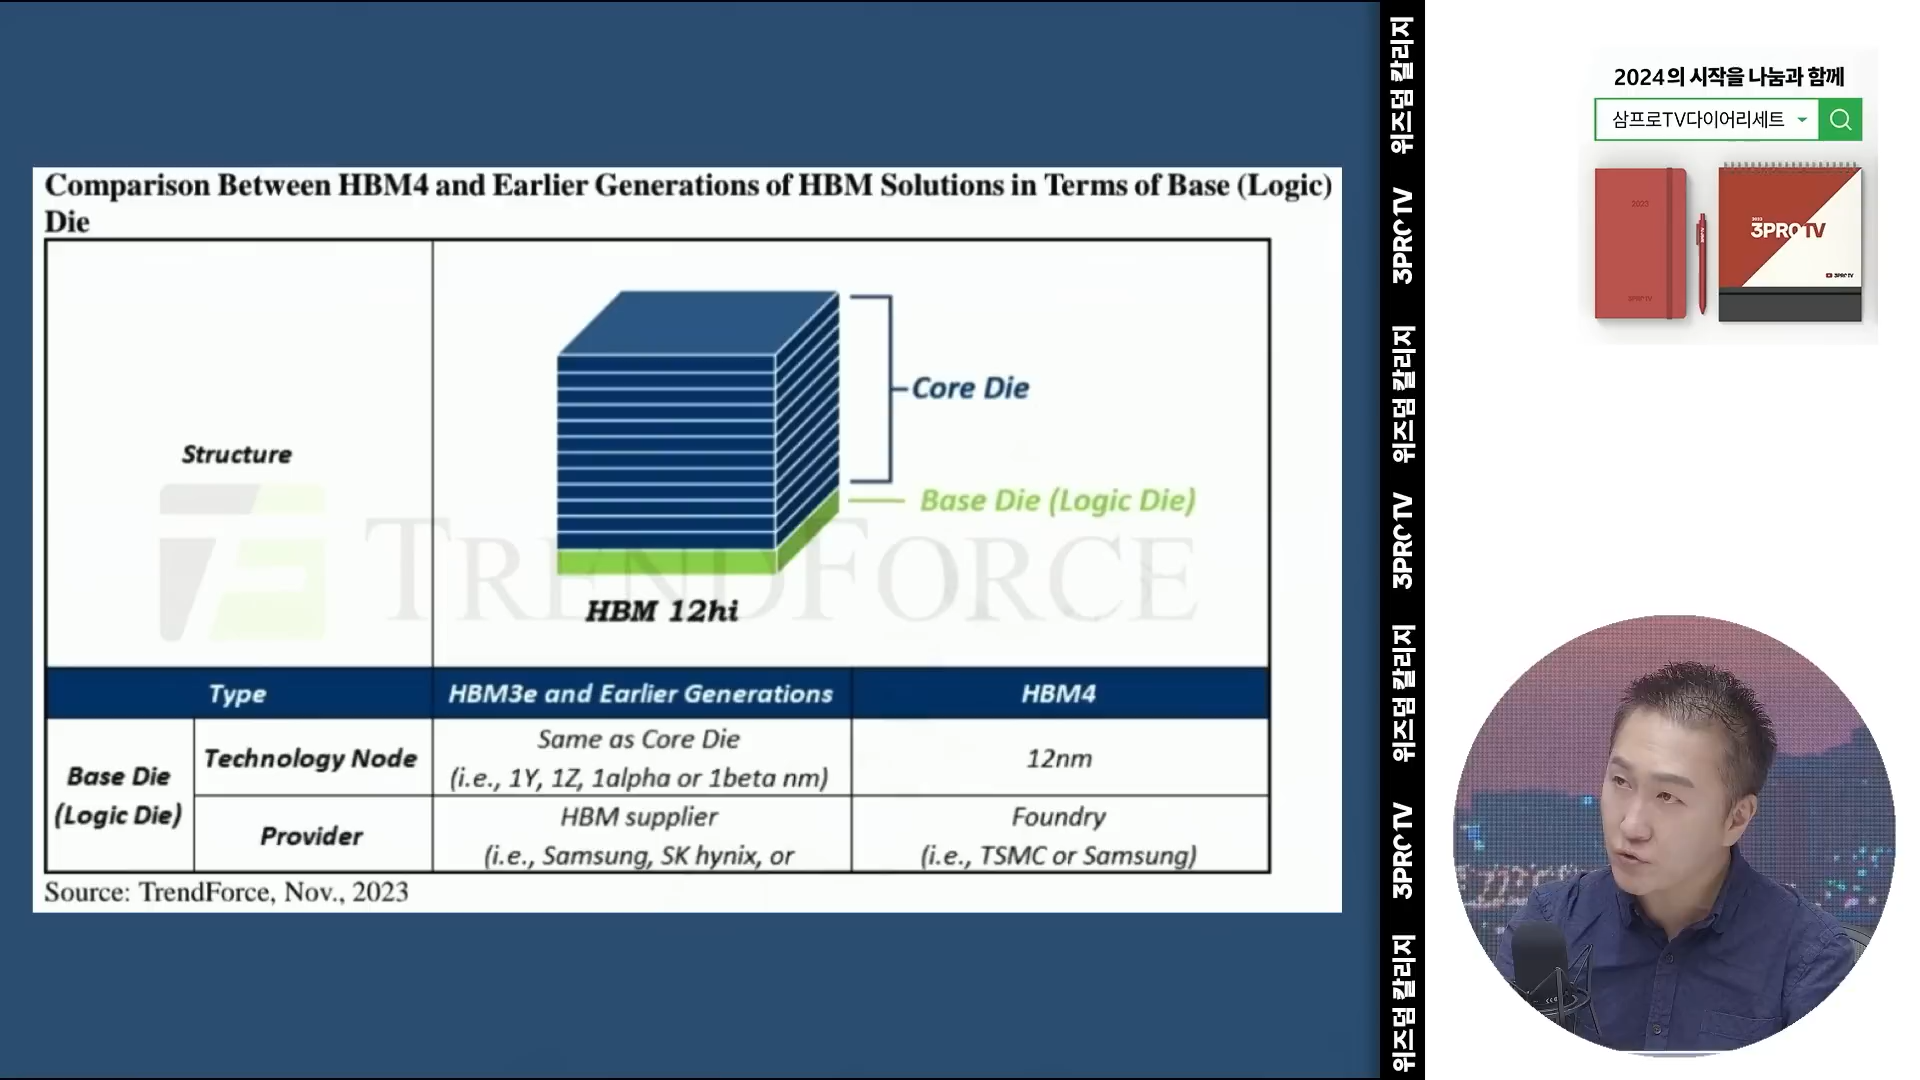 Comparison Between HBM4 and Earlier Generations of HBM Solutions in Terms of Base (Logic)
Die
Structure
Core Die
Base Die (Logic Die)
TRENDFORCE
HBM 12hi
Type
HBM3e and Earlier Generations
HBM4
Base Die
(Logic Die)
Technology Node
Same as Core Die
(i.e., 1Y, 1Z, 1alpha or 1beta nm)
12nm
Provider
HBM supplier
(i.e., Samsung, SK hynix, or
Foundry
(i.e., TSMC or Samsung)
Source: TrendForce, Nov., 2023
위즈덤 칼리지
3PROTV
위즈덤 칼리지
3PROTV
위즈덤 칼리지
3PROTV
위즈덤 칼리지
2024의 시작을 나눔과 함께
삼프로TV다이어리세트
2023
3PROTV
2023
3PROTV
3PROTV